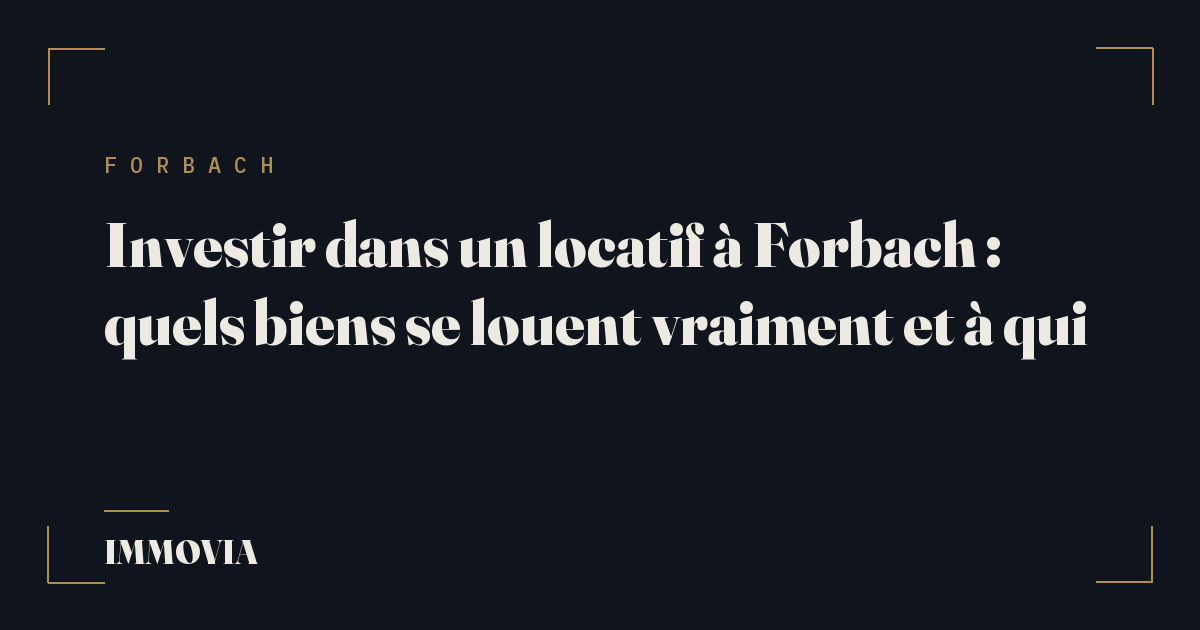 FORBACH
Investir dans un locatif à Forbach :
quels biens se louent vraiment et à qui
IMMOVIA